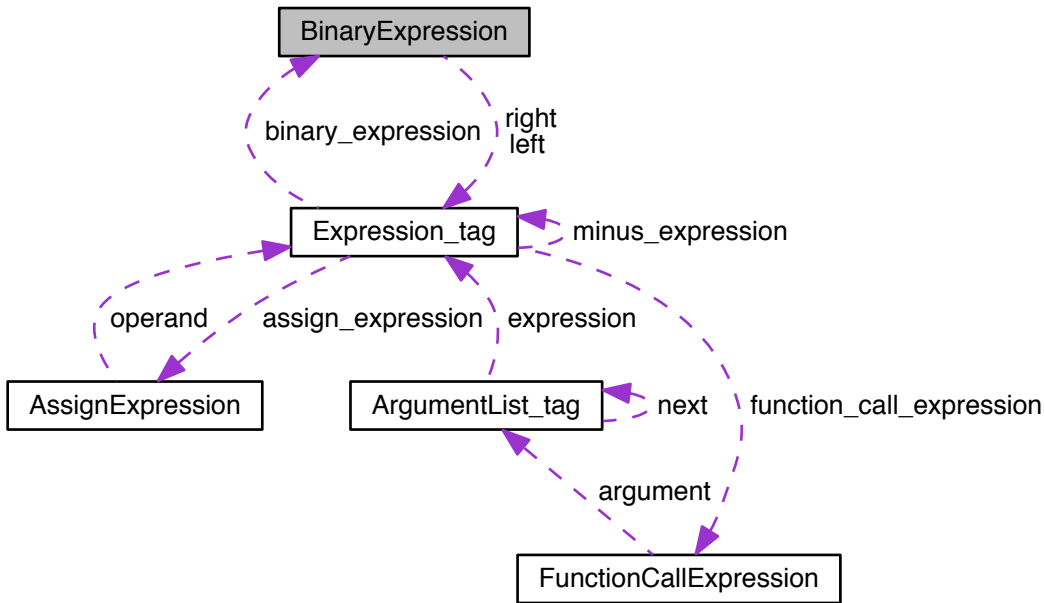 BinaryExpression
binary_expression
right
left
Expression_tag
minus_expression
operand
assign_expression
expression
AssignExpression
ArgumentList_tag
next
function_call_expression
argument
FunctionCallExpression